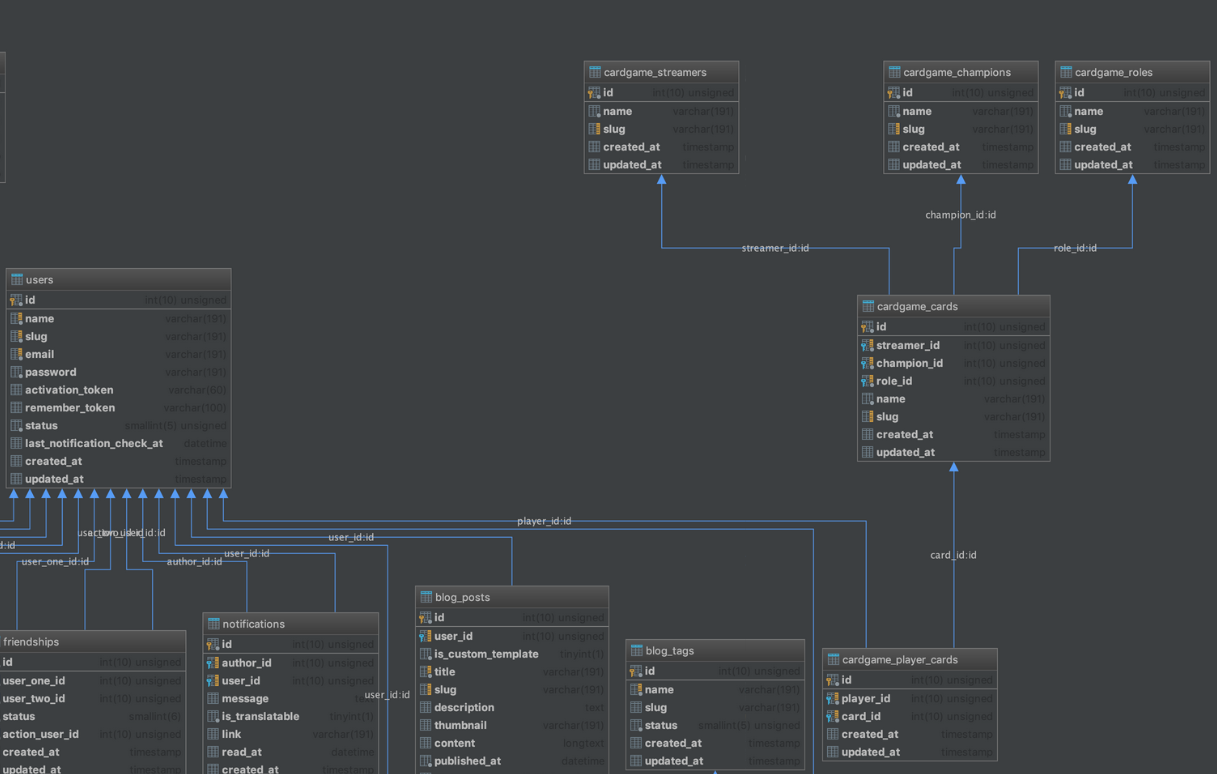 cardgame_streamers
id int(10) unsigned
name varchar(191)
slug varchar(191)
created_at timestamp
updated_at timestamp
cardgame_champions
id int(10) unsigned
name varchar(191)
slug varchar(191)
created_at timestamp
updated_at timestamp
cardgame_roles
id int(10) unsigned
name varchar(191)
slug varchar(191)
created_at timestamp
updated_at timestamp
champion_id:id
streamer_id:id
role_id:id
users
id int(10) unsigned
name varchar(191)
slug varchar(191)
email varchar(191)
password varchar(191)
activation_token varchar(60)
remember_token varchar(100)
status smallint(5) unsigned
last_notification_check_at datetime
created_at timestamp
updated_at timestamp
cardgame_cards
id int(10) unsigned
streamer_id int(10) unsigned
champion_id int(10) unsigned
role_id int(10) unsigned
name varchar(191)
slug varchar(191)
created_at timestamp
updated_at timestamp
player_id:id
user_id:id
user_id:id
card_id:id
user_one_id:id
author_id:id
friendships
id int(10) unsigned
user_one_id int(10) unsigned
user_two_id int(10) unsigned
status smallint(6)
action_user_id int(10) unsigned
created_at timestamp
updated_at timestamp
notifications
id int(10) unsigned
author_id int(10) unsigned
user_id int(10) unsigned
message text
is_translatable tinyint(1)
link varchar(191)
read_at datetime
created_at timestamp
user_id:id
blog_posts
id int(10) unsigned
user_id int(10) unsigned
is_custom_template tinyint(1)
title varchar(191)
slug varchar(191)
description text
thumbnail varchar(191)
content longtext
published_at datetime
blog_tags
id int(10) unsigned
name varchar(191)
slug varchar(191)
status smallint(5) unsigned
created_at timestamp
updated_at timestamp
cardgame_player_cards
id int(10) unsigned
player_id int(10) unsigned
card_id int(10) unsigned
created_at timestamp
updated_at timestamp